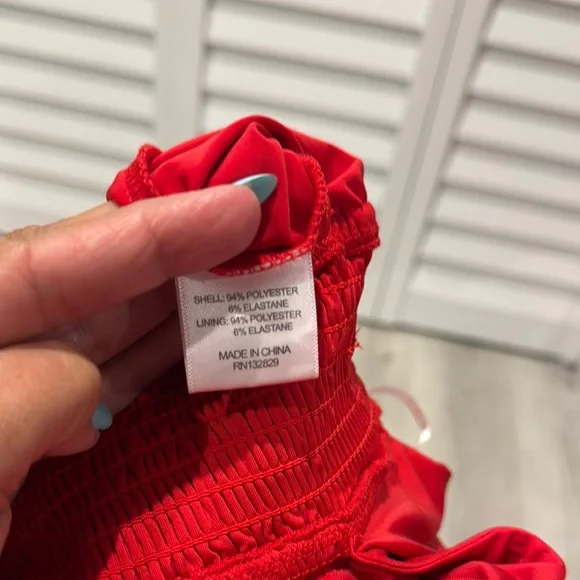 SHELL: 94% POLYESTER
6% ELASTANE
LINING: 94% POLYESTER
6% ELASTANE
MADE IN CHINA
RN132829